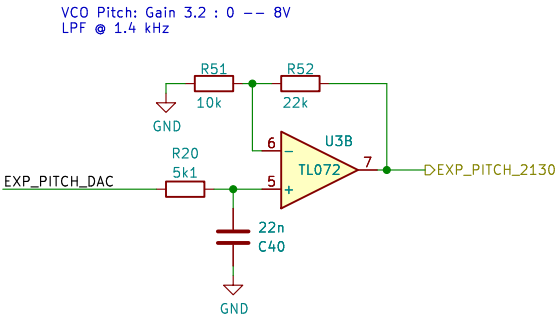 VCO Pitch: Gain 3.2 : 0 -- 8V
LPF @ 1.4 kHz
R51
10k
R52
22k
GND
6
U3B
−
TL072
7
EXP_PITCH_2130
R20
5k1
EXP_PITCH_DAC
5
+
22n
C40
GND